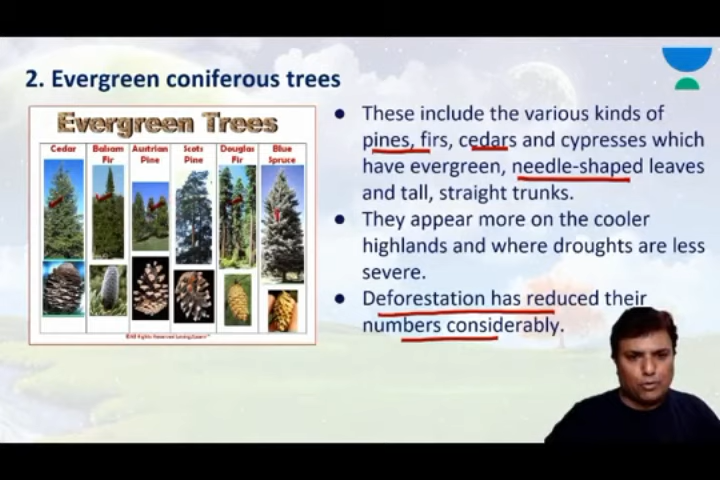 2. Evergreen coniferous trees
Evergreen Trees
Cedar
Balsam
Fir
Austrian
Pine
Scots
Pine
Douglas
Fir
Blue
Spruce
● These include the various kinds of
pines, firs, cedars and cypresses which
have evergreen, needle-shaped leaves
and tall, straight trunks.
● They appear more on the cooler
highlands and where droughts are less
severe.
● Deforestation has reduced their
numbers considerably.